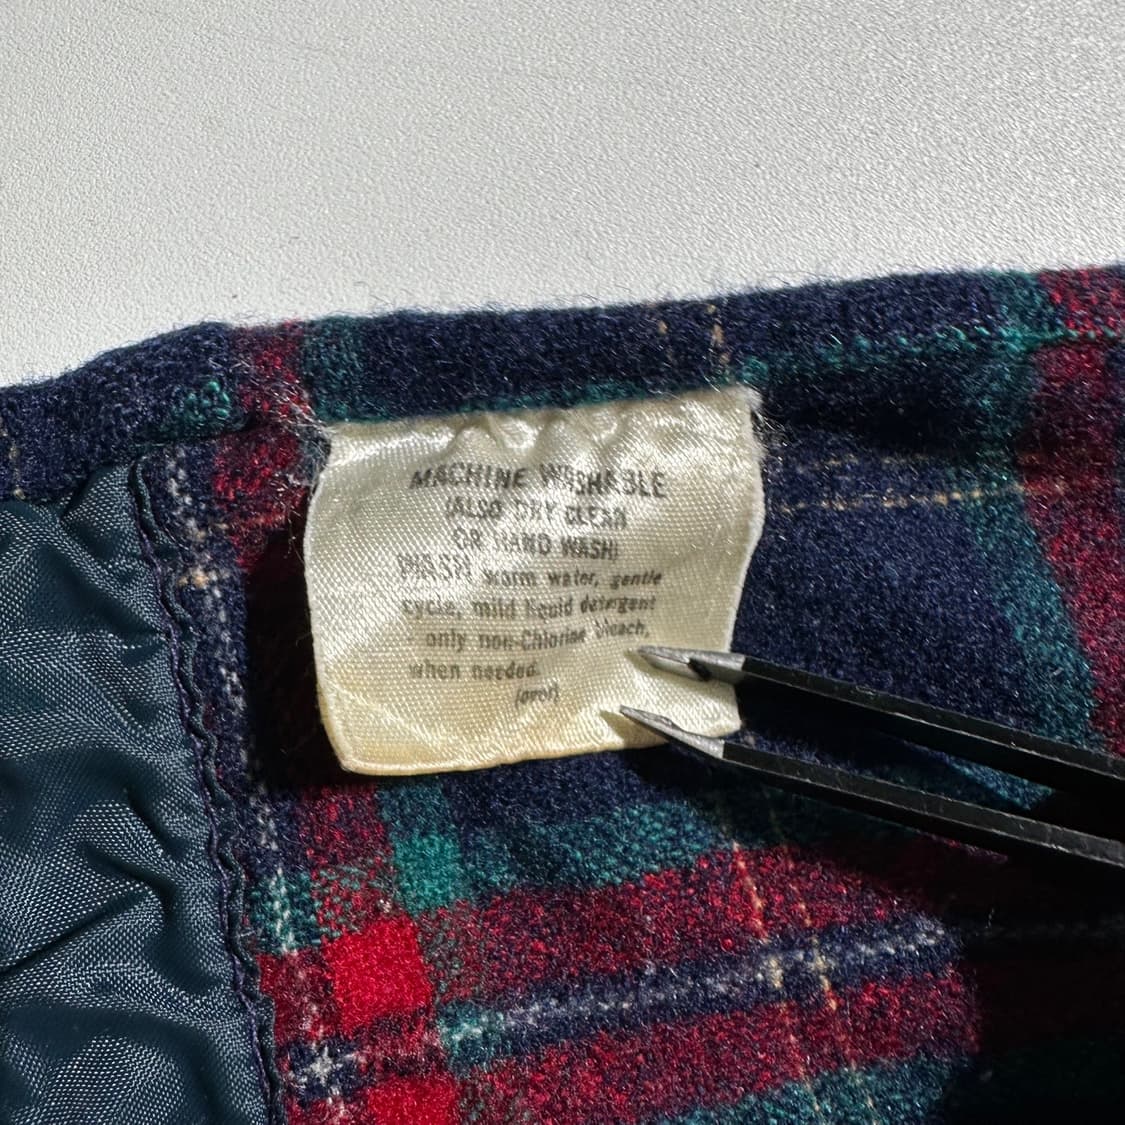 MACHINE WASHABLE
(ALSO DRY CLEAN
OR HAND WASH)
WASH warm water, gentle
cycle, mild liquid detergent
- only non-Chlorine bleach,
when needed.
(over)